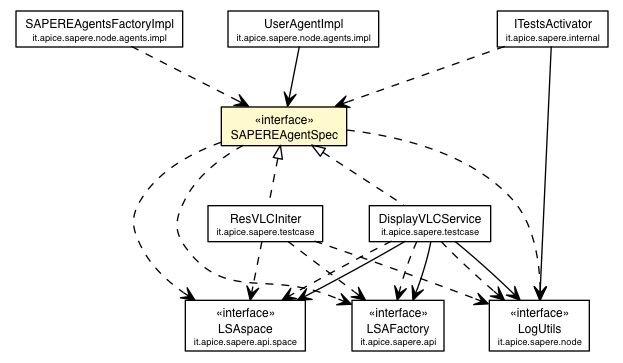 SAPEREAgentsFactoryImpl
it.apice.sapere.node.agents.impl
UserAgentImpl
it.apice.sapere.node.agents.impl
ITestsActivator
it.apice.sapere.internal
«interface»
SAPEREAgentSpec
ResVLCIniter
it.apice.sapere.testcase
DisplayVLCService
it.apice.sapere.testcase
«interface»
LSAspace
it.apice.sapere.api.space
«interface»
LSAFactory
it.apice.sapere.api
«interface»
LogUtils
it.apice.sapere.node